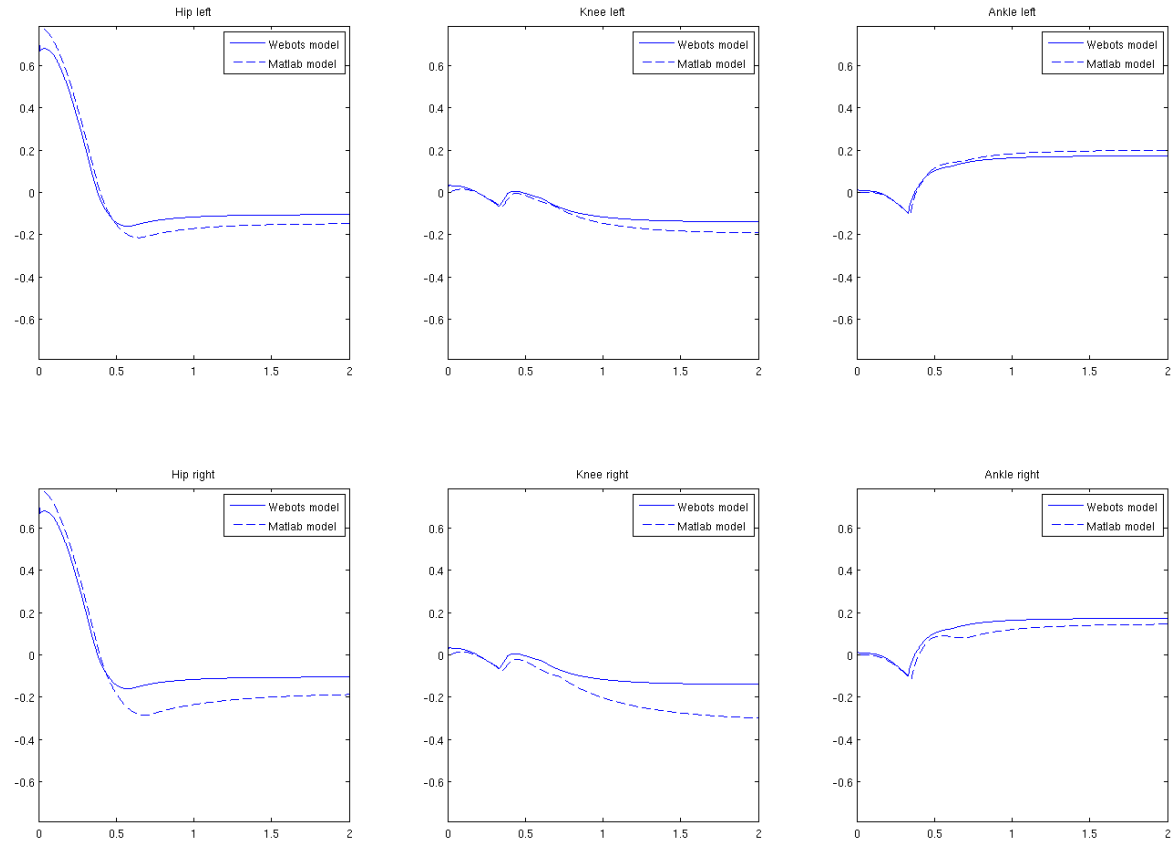 Hip left
Knee left
Ankle left
Webots model
Matlab model
Webots model
Matlab model
Webots model
Matlab model
0.6
0.4
0.2
0
-0.2
-0.4
-0.6
0.6
0.4
0.2
0
-0.2
-0.4
-0.6
0.6
0.4
0.2
0
-0.2
-0.4
-0.6
0 0.5 1 1.5 2
0 0.5 1 1.5 2
0 0.5 1 1.5 2
Hip right
Knee right
Ankle right
Webots model
Matlab model
Webots model
Matlab model
Webots model
Matlab model
0.6
0.4
0.2
0
-0.2
-0.4
-0.6
0.6
0.4
0.2
0
-0.2
-0.4
-0.6
0.6
0.4
0.2
0
-0.2
-0.4
-0.6
0 0.5 1 1.5 2
0 0.5 1 1.5 2
0 0.5 1 1.5 2